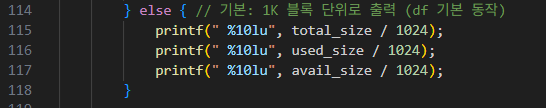 114 } else { // 기본: 1K 블록 단위로 출력 (df 기본 동작)
115 printf(" %10lu", total_size / 1024);
116 printf(" %10lu", used_size / 1024);
117 printf(" %10lu", avail_size / 1024);
118 }